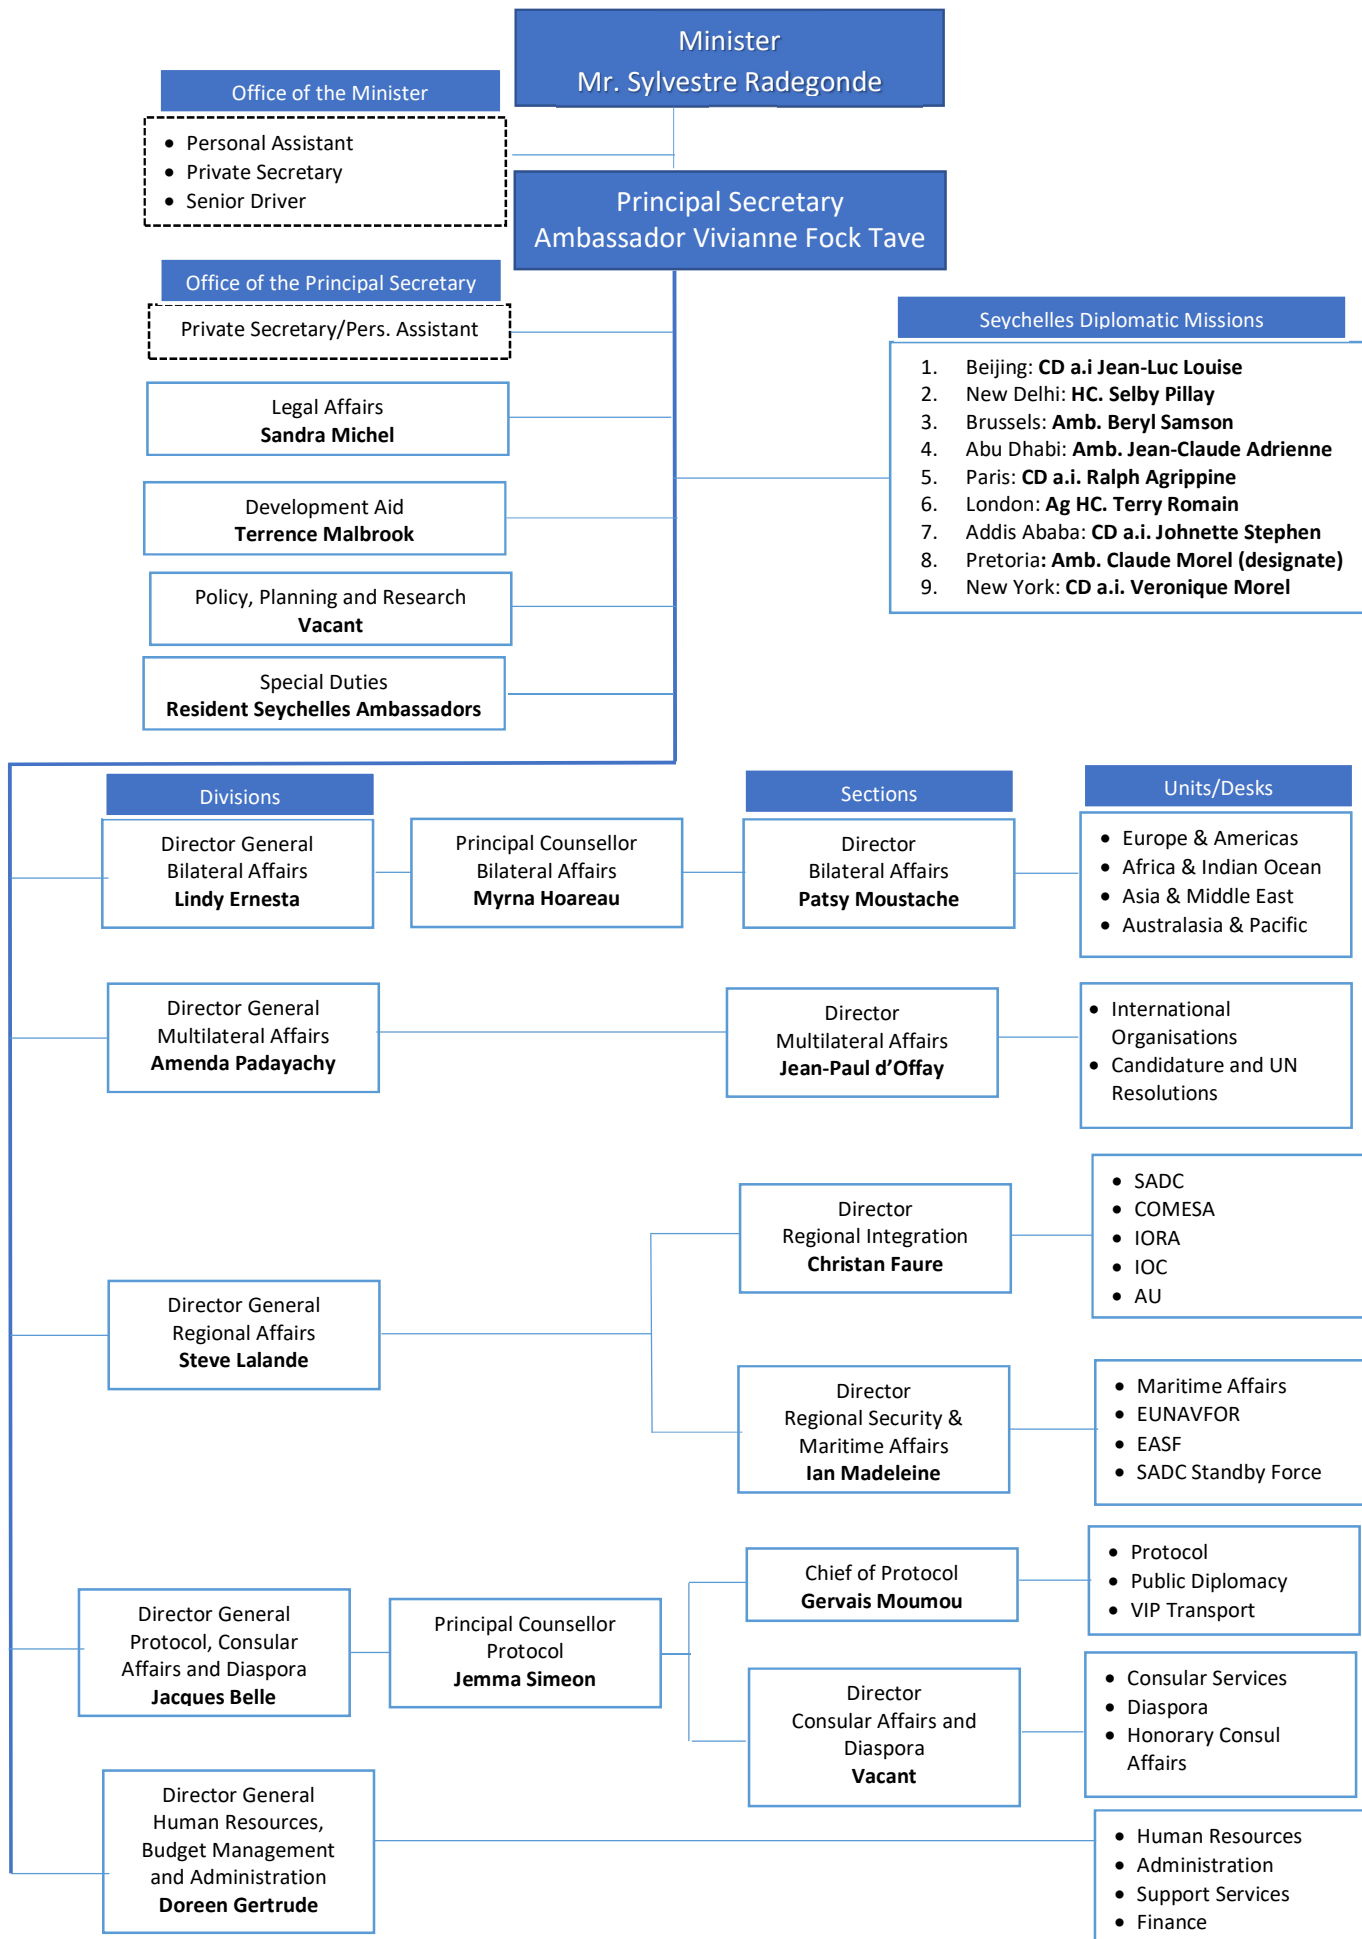 Minister
Mr. Sylvestre Radegonde
Office of the Minister
• Personal Assistant
• Private Secretary
• Senior Driver
Principal Secretary
Ambassador Vivianne Fock Tave
Office of the Principal Secretary
Private Secretary/Pers. Assistant
Legal Affairs
Sandra Michel
Development Aid
Terrence Malbrook
Policy, Planning and Research
Vacant
Special Duties
Resident Seychelles Ambassadors
Seychelles Diplomatic Missions
1. Beijing: CD a.i Jean-Luc Louise
2. New Delhi: HC. Selby Pillay
3. Brussels: Amb. Beryl Samson
4. Abu Dhabi: Amb. Jean-Claude Adrienne
5. Paris: CD a.i. Ralph Agrippine
6. London: Ag HC. Terry Romain
7. Addis Ababa: CD a.i. Johnette Stephen
8. Pretoria: Amb. Claude Morel (designate)
9. New York: CD a.i. Veronique Morel
Divisions
Sections
Units/Desks
Director General
Bilateral Affairs
Lindy Ernesta
Principal Counsellor
Bilateral Affairs
Myrna Hoareau
Director
Bilateral Affairs
Patsy Moustache
• Europe & Americas
• Africa & Indian Ocean
• Asia & Middle East
• Australasia & Pacific
Director General
Multilateral Affairs
Amenda Padayachy
Director
Multilateral Affairs
Jean-Paul d’Offay
• International
Organisations
• Candidature and UN
Resolutions
Director General
Regional Affairs
Steve Lalande
Director
Regional Integration
Christan Faure
• SADC
• COMESA
• IORA
• IOC
• AU
Director
Regional Security &
Maritime Affairs
Ian Madeleine
• Maritime Affairs
• EUNAVFOR
• EASF
• SADC Standby Force
Director General
Protocol, Consular
Affairs and Diaspora
Jacques Belle
Principal Counsellor
Protocol
Jemma Simeon
Chief of Protocol
Gervais Moumou
• Protocol
• Public Diplomacy
• VIP Transport
Director
Consular Affairs and
Diaspora
Vacant
• Consular Services
• Diaspora
• Honorary Consul
Affairs
Director General
Human Resources,
Budget Management
and Administration
Doreen Gertrude
• Human Resources
• Administration
• Support Services
• Finance